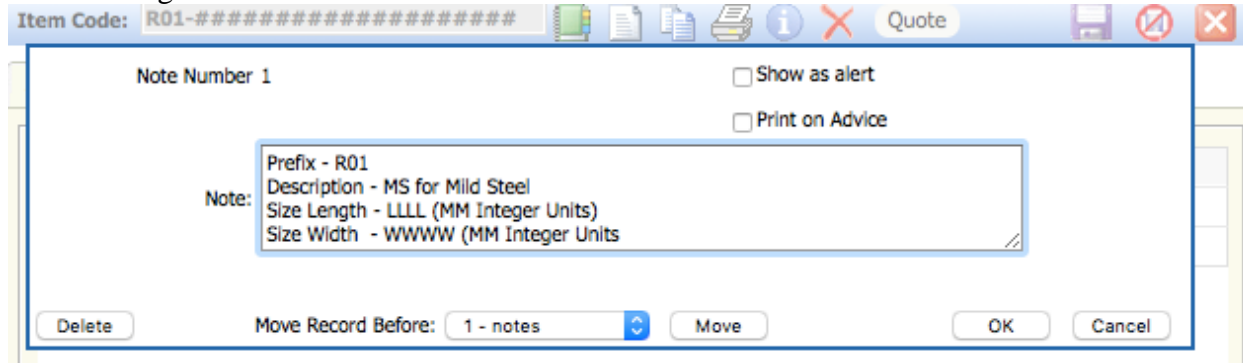 Item Code: R01-####################
Quote
Note Number 1
Show as alert
Print on Advice
Note:
Prefix - R01
Description - MS for Mild Steel
Size Length - LLLL (MM Integer Units)
Size Width - WWWW (MM Integer Units
Delete
Move Record Before: 1 - notes
Move
OK
Cancel